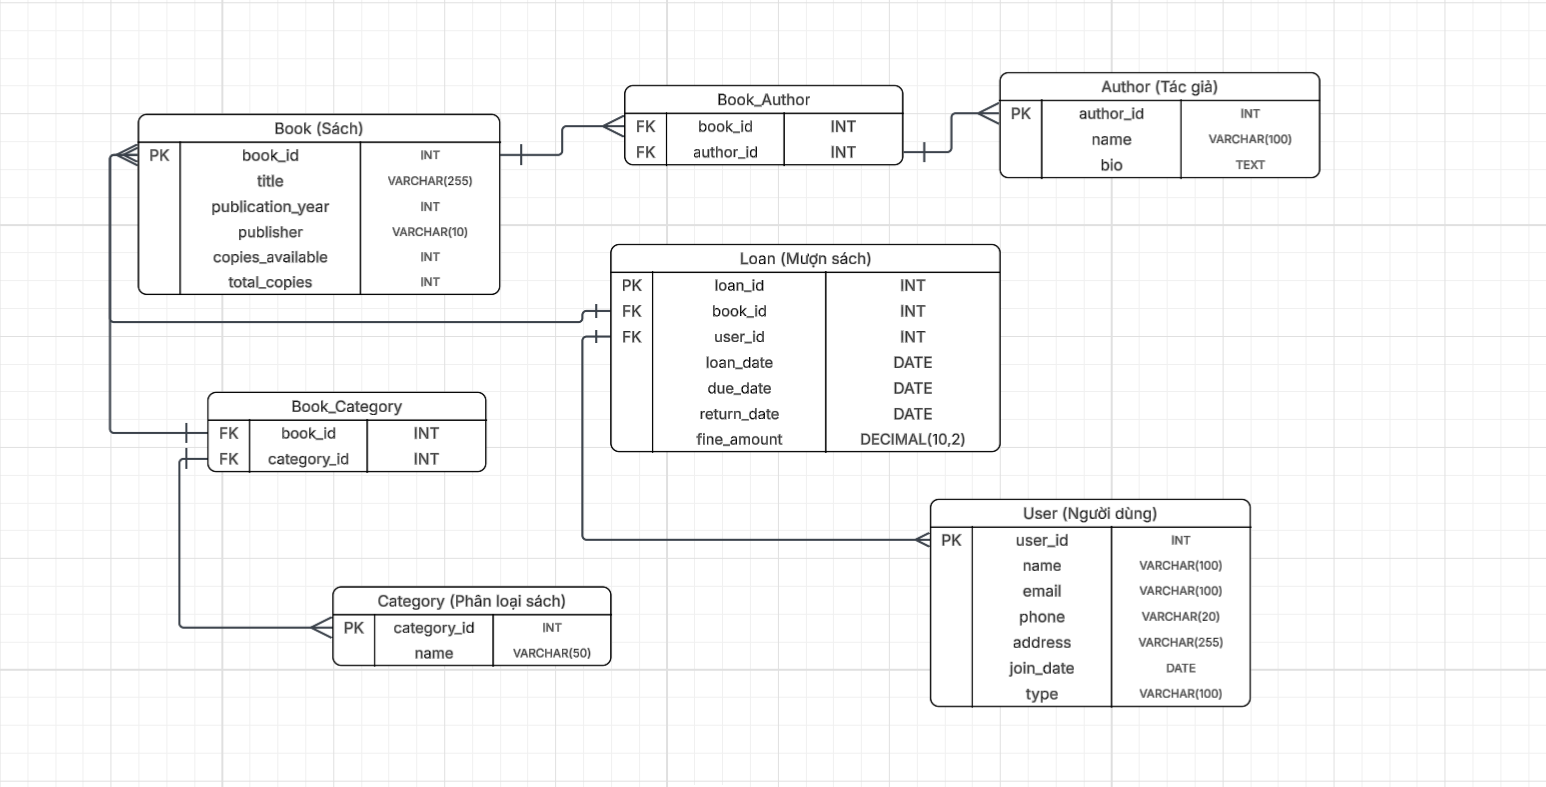 Book (Sách)
PK book_id INT
title VARCHAR(255)
publication_year INT
publisher VARCHAR(10)
copies_available INT
total_copies INT
Book_Author
FK book_id INT
FK author_id INT
Author (Tác giả)
PK author_id INT
name VARCHAR(100)
bio TEXT
Loan (Mượn sách)
PK loan_id INT
FK book_id INT
FK user_id INT
loan_date DATE
due_date DATE
return_date DATE
fine_amount DECIMAL(10,2)
Book_Category
FK book_id INT
FK category_id INT
Category (Phân loại sách)
PK category_id INT
name VARCHAR(50)
User (Người dùng)
PK user_id INT
name VARCHAR(100)
email VARCHAR(100)
phone VARCHAR(20)
address VARCHAR(255)
join_date DATE
type VARCHAR(100)